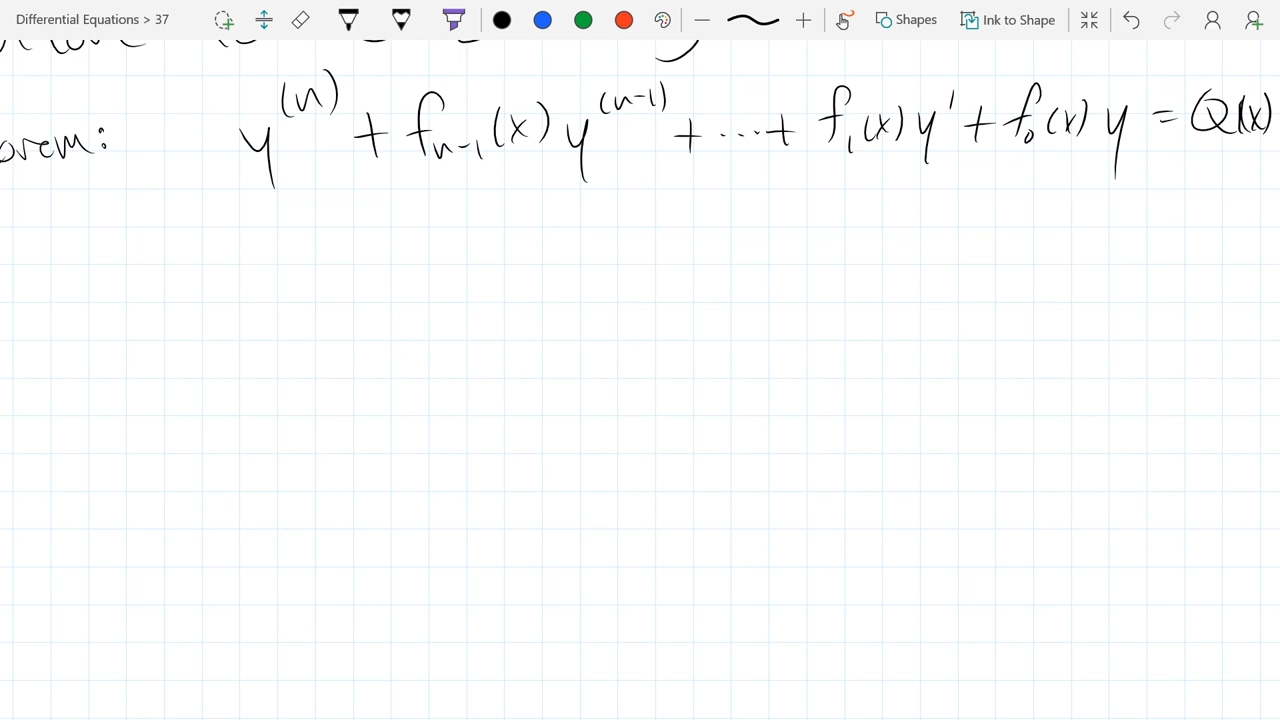 Differential Equations > 37
Shapes
Ink to Shape
orem: y^(n) + f_{n-1}(x) y^(n-1) + ... + f_1(x) y' + f_0(x) y = Q(x)